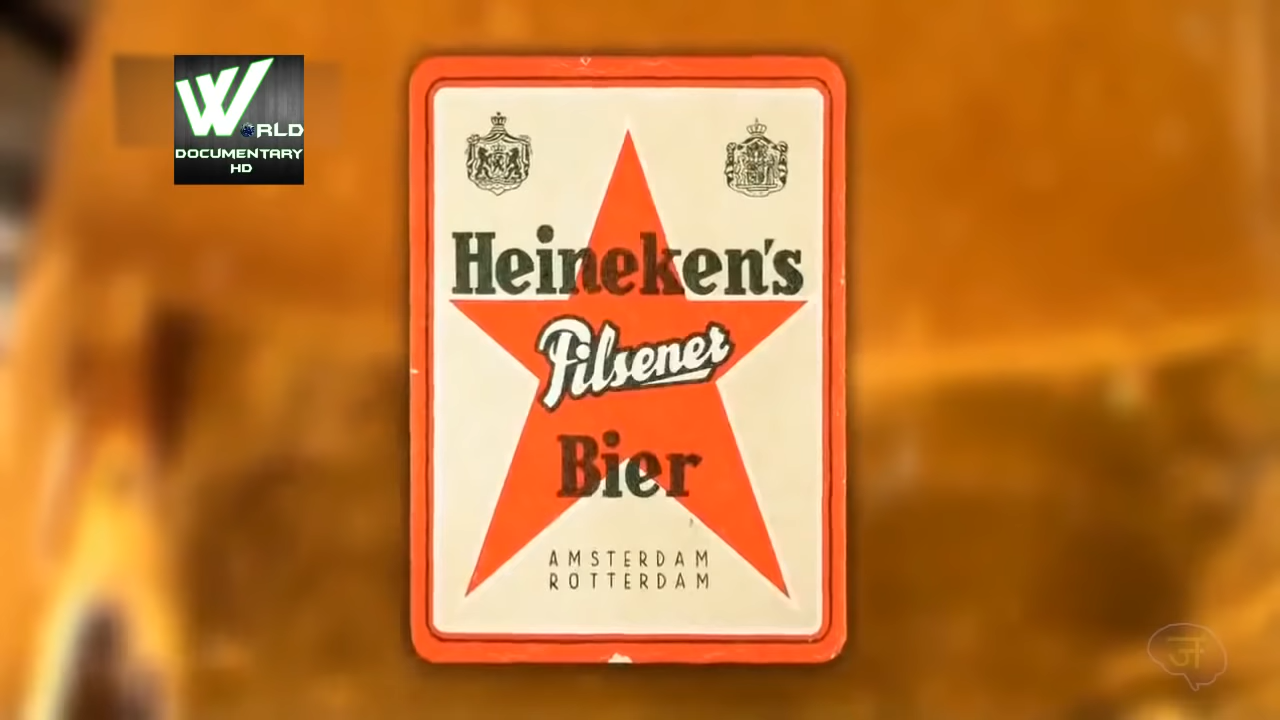 WORLD
DOCUMENTARY
HD
Heineken's
Pilsener
Bier
AMSTERDAM
ROTTERDAM